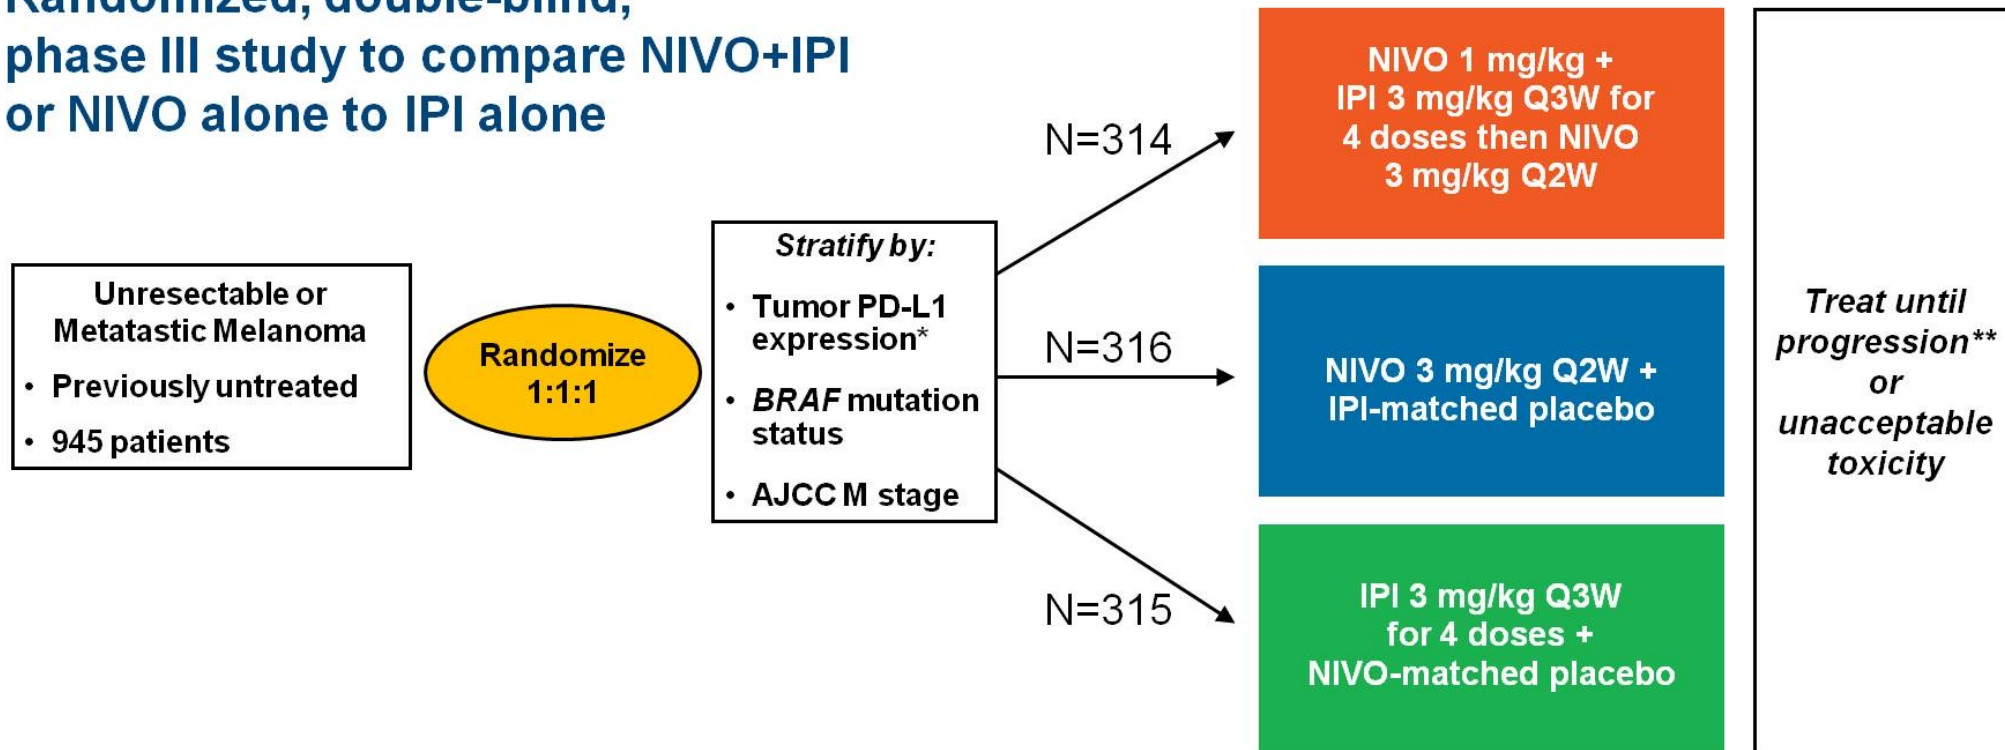 Randomized, double-blind,
phase III study to compare NIVO+IPI
or NIVO alone to IPI alone
Unresectable or
Metatastic Melanoma
• Previously untreated
• 945 patients
Randomize
1:1:1
Stratify by:
• Tumor PD-L1
expression*
• BRAF mutation
status
• AJCC M stage
N=314
N=316
N=315
NIVO 1 mg/kg +
IPI 3 mg/kg Q3W for
4 doses then NIVO
3 mg/kg Q2W
NIVO 3 mg/kg Q2W +
IPI-matched placebo
IPI 3 mg/kg Q3W
for 4 doses +
NIVO-matched placebo
Treat until
progression**
or
unacceptable
toxicity